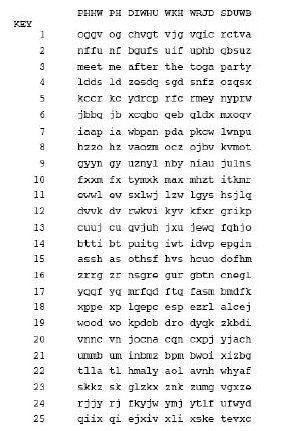 PHHW PH DIWHU WKH WRJD SDUWB
KEY
1 oggv og chvgt vjg vqic rctva
2 nffu nf bgufs uif uphb qbsuz
3 meet me after the toga party
4 ldds ld zesdq sgd snfz ozqsx
5 kccr kc ydrcp rfc rmey nyprw
6 jbbq jb xcqbo qeb qldx mxoqv
7 iaap ia wbpan pda pkcw lwnpu
8 hzzo hz vaozm ocz ojbv kvmot
9 gyyn gy uznyl nby niau julns
10 fxxm fx tymxk max mhzt itkmr
11 ewwl ew sxlwj lzw lgys hsjlq
12 dvvk dv rwkvi kyv kfxr grikp
13 cuuj cu qvjuh jxu jewq fqhjo
14 btti bt puitg iwt idvp epgin
15 assh as othsf hvs hcuo dofhm
16 zrrg zr nsgre gur gbtn cnegl
17 yqqf yq mrfqd ftq fasm bmdfk
18 xppe xp lqepc esp ezrl alcej
19 wood wo kpdob dro dyqk zkbdi
20 vnnc vn jocna cqn cxpj yjach
21 ummb um inbmz bpm bwoi xizbg
22 tlla tl hmaly aol avnh whyaf
23 skkz sk glzkx znk zumg vgxze
24 rjjy rj fkyjw ymj ytlf ufwyd
25 qiix qi ejxiv xli xske tevxc